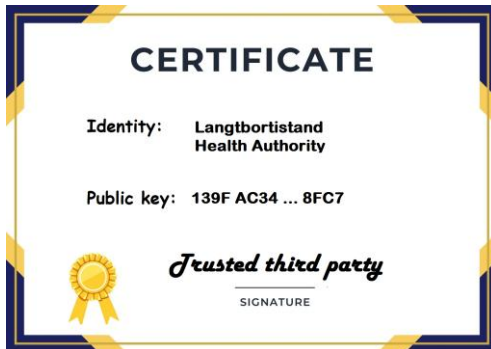 CERTIFICATE
Identity: Langtbortistand
Health Authority
Public key: 139F AC34 ... 8FC7
Trusted third party
SIGNATURE